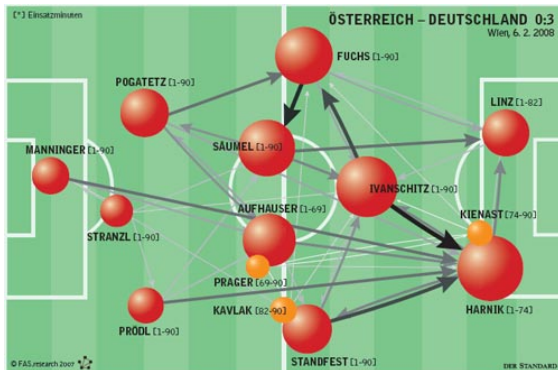 [*] Einsatzminuten
ÖSTERREICH – DEUTSCHLAND 0:3
Wien, 6. 2. 2008
FUCHS [1-90]
POGATETZ [1-90]
LINZ [1-82]
MANNINGER [1-90]
SÄUMEL [1-90]
IVANSCHITZ [1-90]
AUFHAUSER [1-69]
KIENAST [74-90]
STRANZL [1-90]
PRAGER [69-90]
KAVLAK [82-90]
PRÖDL [1-90]
HARNIK [1-74]
STANDFEST [1-90]
© FAS.research 2007
DER STANDARD